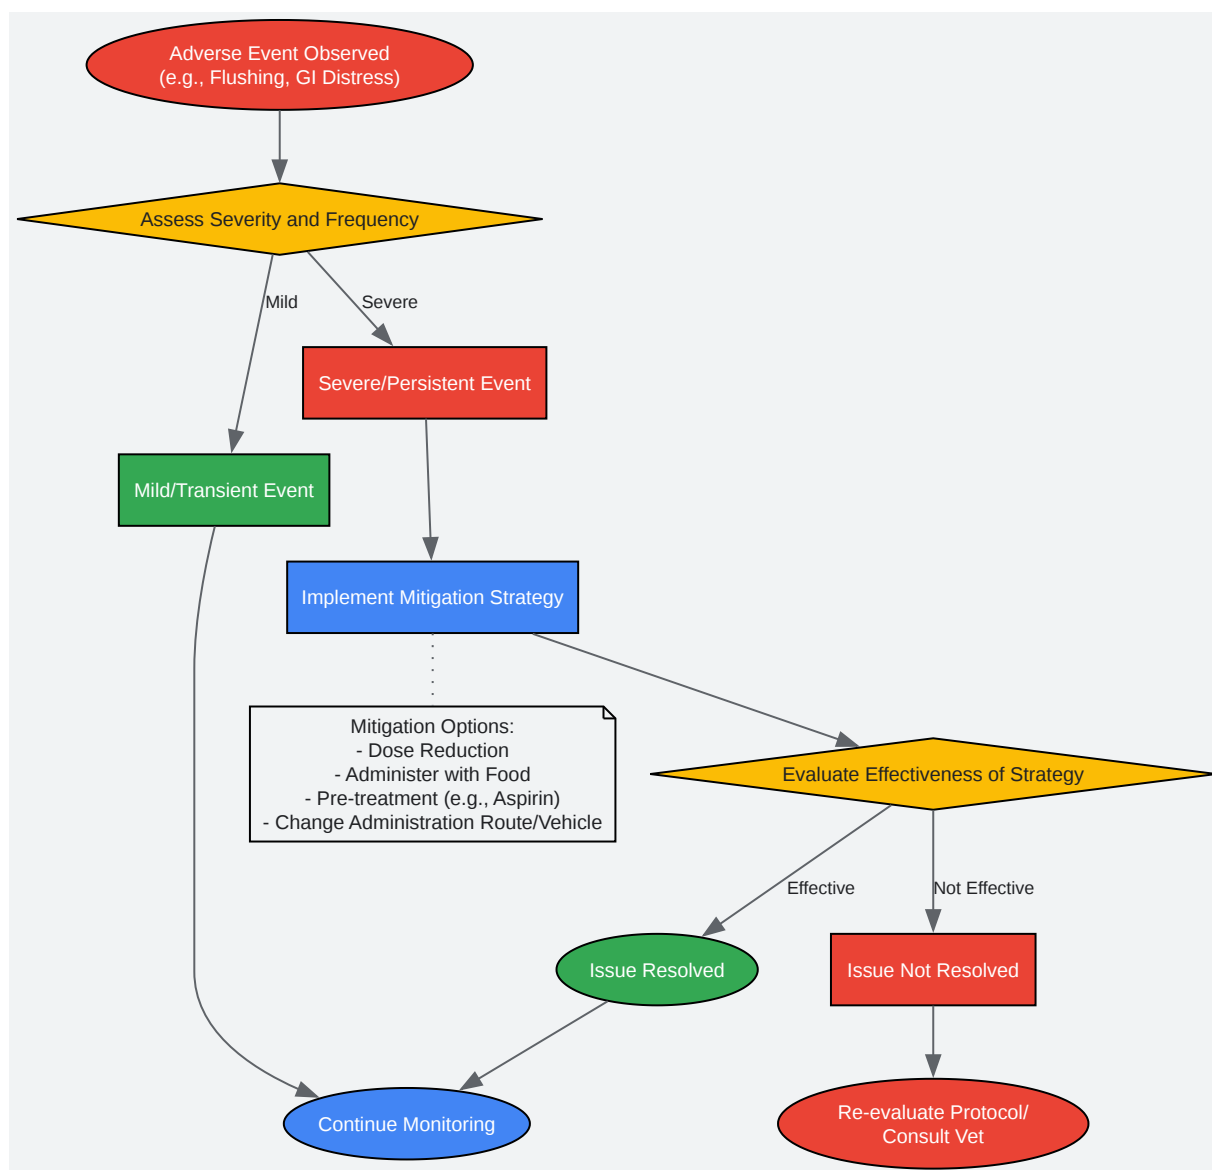 Adverse Event Observed
(e.g., Flushing, GI Distress)
Assess Severity and Frequency
Mild
Severe
Severe/Persistent Event
Mild/Transient Event
Implement Mitigation Strategy
Mitigation Options:
- Dose Reduction
- Administer with Food
- Pre-treatment (e.g., Aspirin)
- Change Administration Route/Vehicle
Evaluate Effectiveness of Strategy
Effective
Not Effective
Issue Resolved
Issue Not Resolved
Continue Monitoring
Re-evaluate Protocol/
Consult Vet